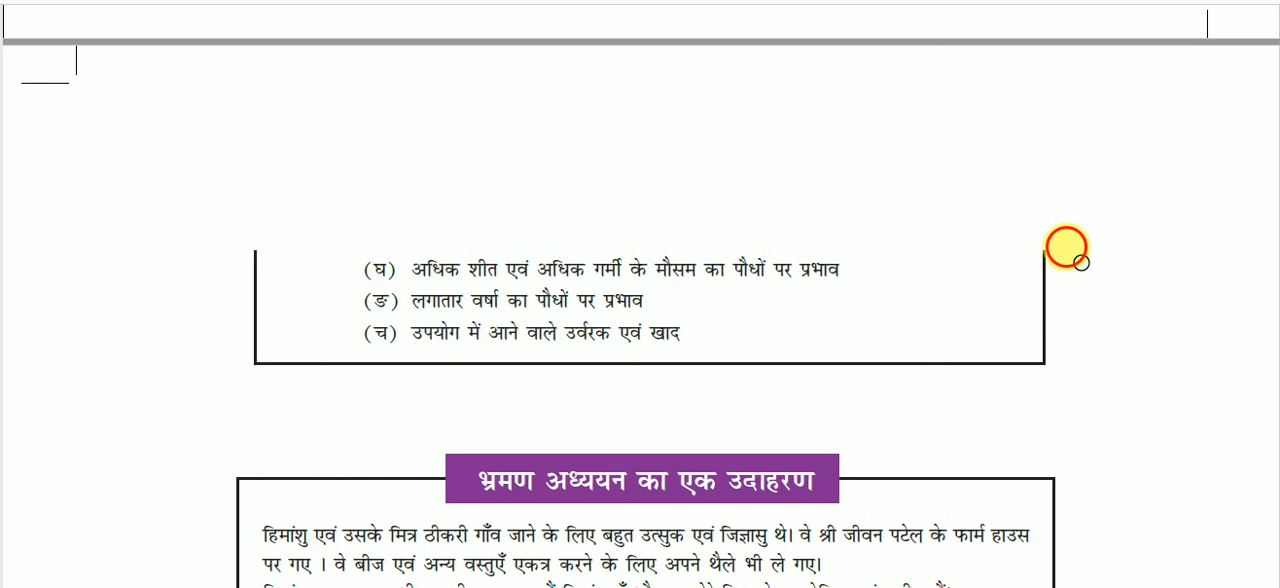 (घ) अधिक शीत एवं अधिक गर्मी के मौसम का पौधों पर प्रभाव
(ङ) लगातार वर्षा का पौधों पर प्रभाव
(च) उपयोग में आने वाले उर्वरक एवं खाद
भ्रमण अध्ययन का एक उदाहरण
हिमांशु एवं उसके मित्र ठीकरी गाँव जाने के लिए बहुत उत्सुक एवं जिज्ञासु थे। वे श्री जीवन पटेल के फार्म हाउस
पर गए । वे बीज एवं अन्य वस्तुएँ एकत्र करने के लिए अपने थैले भी ले गए।